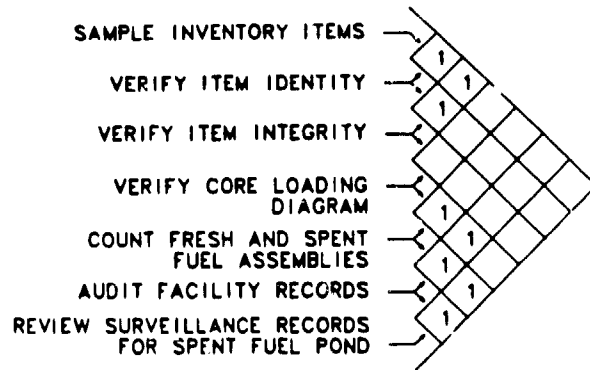 SAMPLE INVENTORY ITEMS
1
VERIFY ITEM IDENTITY 1
1
VERIFY ITEM INTEGRITY
VERIFY CORE LOADING
DIAGRAM 1
COUNT FRESH AND SPENT 1
FUEL ASSEMBLIES 1
AUDIT FACILITY RECORDS 1
REVIEW SURVEILLANCE RECORDS 1
FOR SPENT FUEL POND